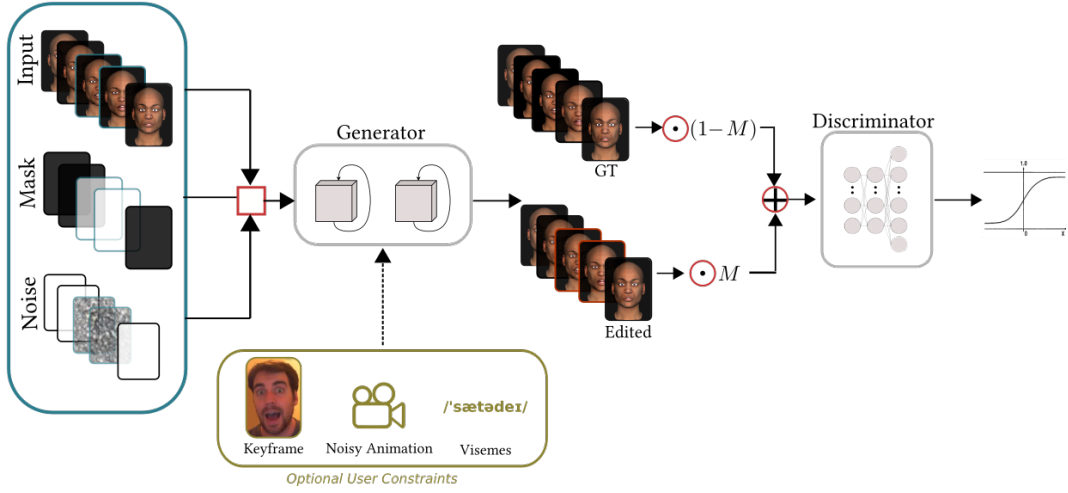 Input
Mask
Noise
Generator
GT
(1−M)
Edited
M
Discriminator
1.0
0
X
/ˈsætədeɪ/
Keyframe
Noisy Animation
Visemes
Optional User Constraints